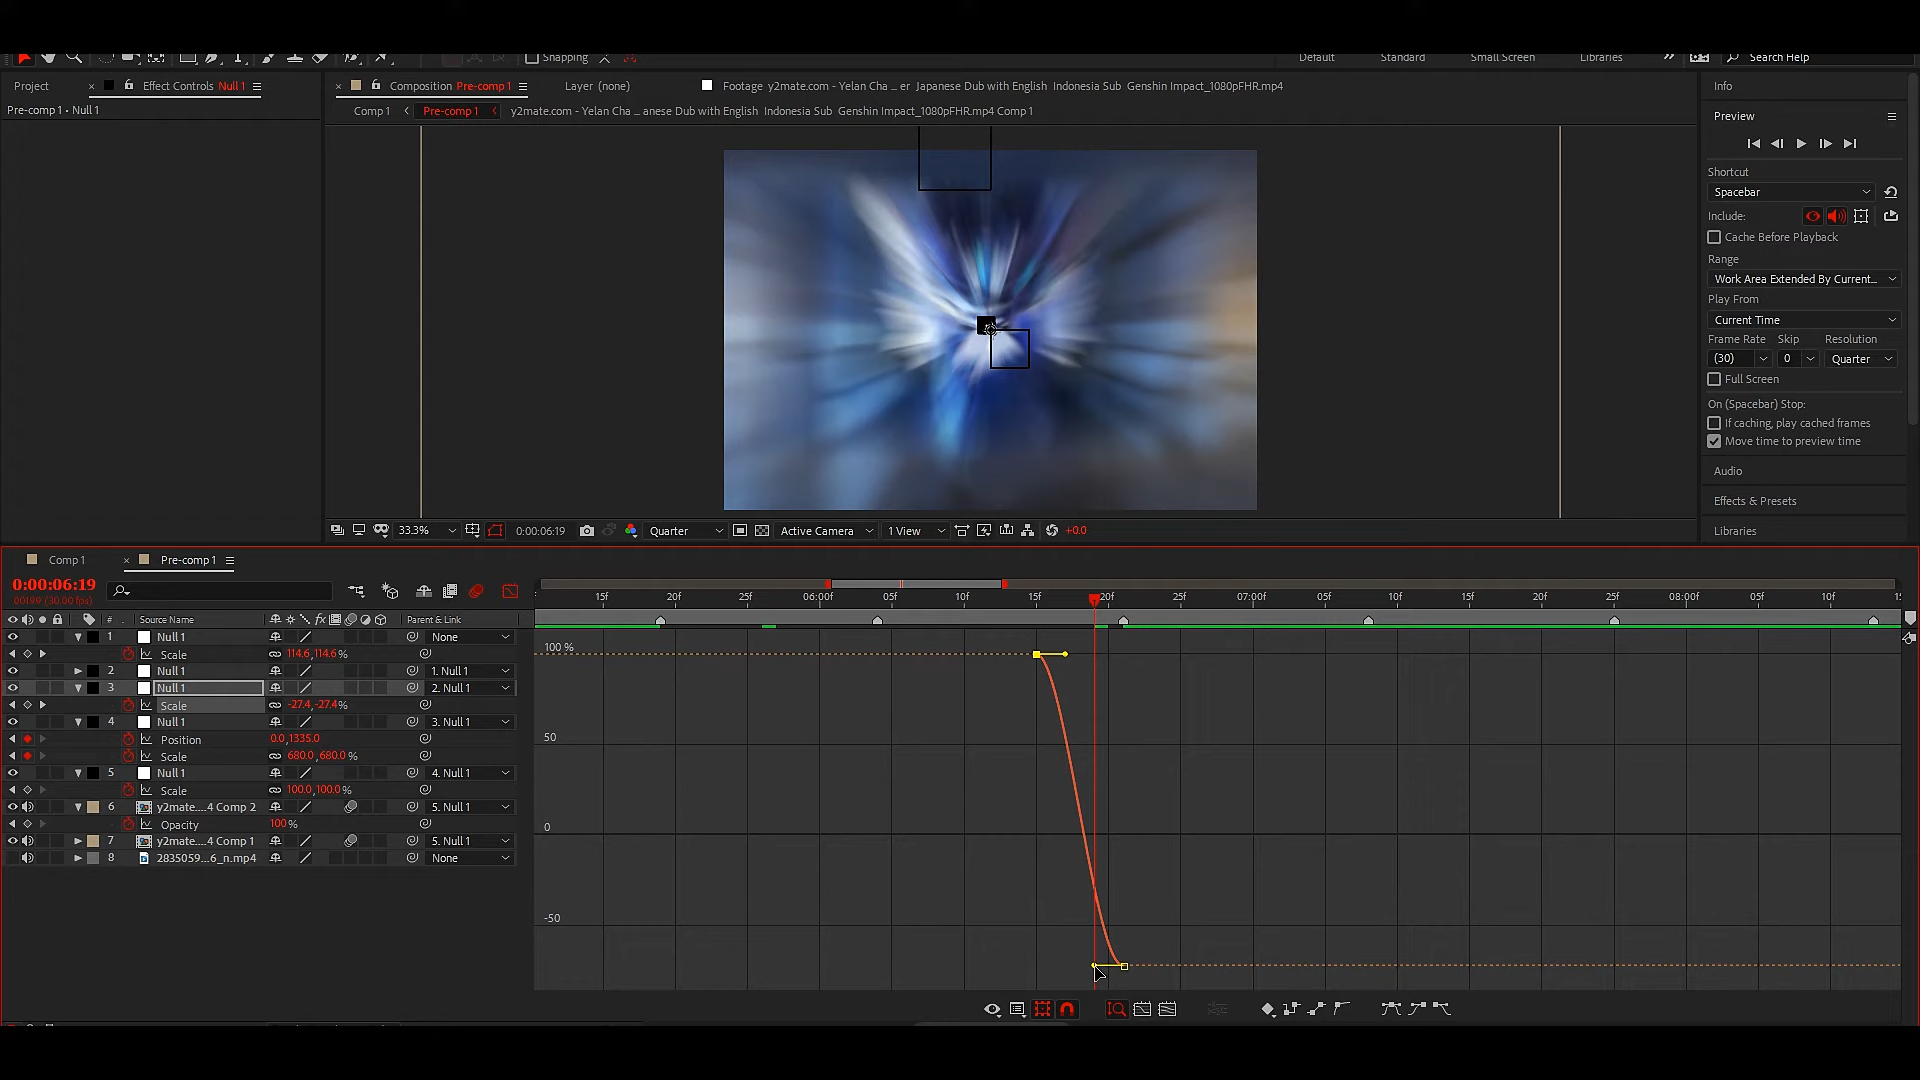 Snapping
Default Standard Small Screen Libraries » Search Help
Project × Effect Controls Null 1
Pre-comp 1 • Null 1
× Composition Pre-comp 1 Layer (none) Footage y2mate.com - Yelan Cha ... er Japanese Dub with English Indonesia Sub Genshin Impact_1080pFHR.mp4
Comp 1 Pre-comp 1 y2mate.com - Yelan Cha ... anese Dub with English Indonesia Sub Genshin Impact_1080pFHR.mp4 Comp 1
Info
Preview
Shortcut
Spacebar
Include:
Cache Before Playback
Range
Work Area Extended By Current...
Play From
Current Time
Frame Rate Skip Resolution
(30) 0 Quarter
Full Screen
On (Spacebar) Stop:
If caching, play cached frames
Move time to preview time
Audio
Effects & Presets
Libraries
33.3% 0:00:06:19 Quarter Active Camera 1 View +0.0
Comp 1 × Pre-comp 1
0:00:06:19
00199 (30.00 fps)
15f 20f 25f 06:00f 05f 10f 15f 20f 25f 07:00f 05f 10f 15f 20f 25f 08:00f 05f 10f
# . Source Name fx Parent & Link
1 Null 1 None
Scale 114.6,114.6%
2 Null 1 1. Null 1
3 Null 1 2. Null 1
Scale -27.4,-27.4%
4 Null 1 3. Null 1
Position 0.0,1335.0
Scale 680.0,680.0 %
5 Null 1 4. Null 1
Scale 100.0,100.0%
6 y2mate....4 Comp 2 5. Null 1
Opacity 100%
7 y2mate....4 Comp 1 5. Null 1
8 2835059...6_n.mp4 None
100 %
50
0
-50